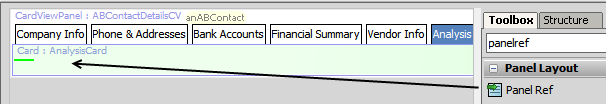 CardViewPanel : ABContactDetailsCV anABContact
Company Info Phone & Addresses Bank Accounts Financial Summary Vendor Info Analysis
Card : AnalysisCard
Toolbox Structure
panelref
Panel Layout
Panel Ref